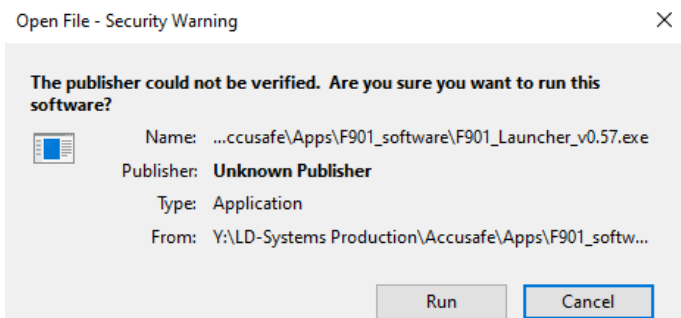 Open File - Security Warning
The publisher could not be verified.  Are you sure you want to run this
software?
Name: ...ccusafe\Apps\F901_software\F901_Launcher_v0.57.exe
Publisher: Unknown Publisher
Type: Application
From: Y:\LD-Systems Production\Accusafe\Apps\F901_softw...
Run Cancel